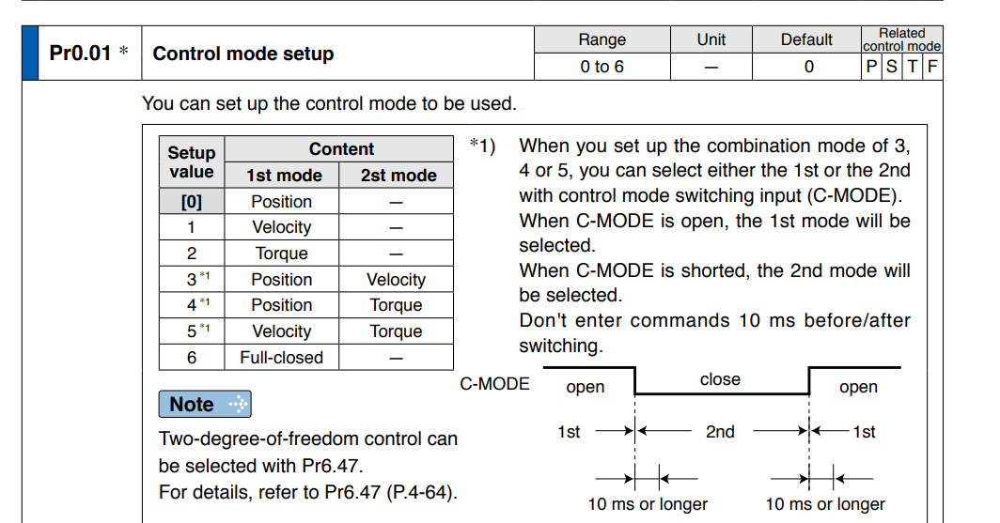 Pr0.01 * Control mode setup Range Unit Default Related control mode
0 to 6 — 0 P S T F
You can set up the control mode to be used.
Setup value Content
1st mode 2st mode
[0] Position —
1 Velocity —
2 Torque —
3 *1 Position Velocity
4 *1 Position Torque
5 *1 Velocity Torque
6 Full-closed —
*1) When you set up the combination mode of 3,
4 or 5, you can select either the 1st or the 2nd
with control mode switching input (C-MODE).
When C-MODE is open, the 1st mode will be
selected.
When C-MODE is shorted, the 2nd mode will
be selected.
Don't enter commands 10 ms before/after
switching.
C-MODE open close open
1st 2nd 1st
10 ms or longer 10 ms or longer
Note
Two-degree-of-freedom control can
be selected with Pr6.47.
For details, refer to Pr6.47 (P.4-64).